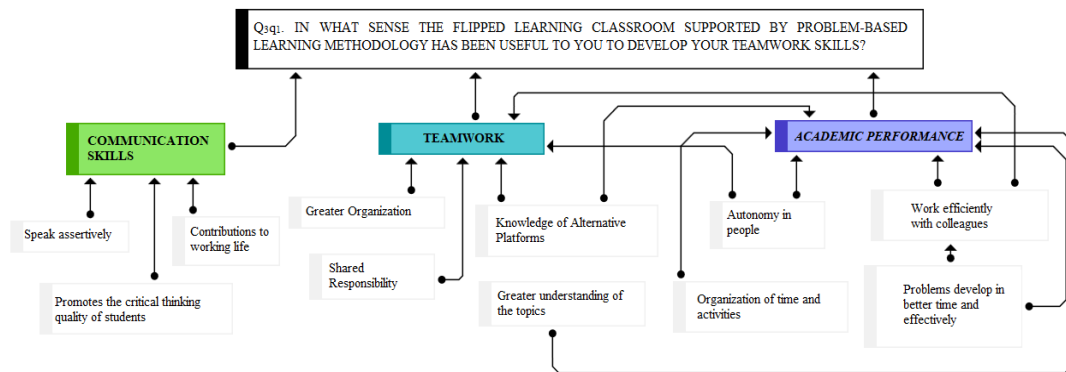 Q3q1. IN WHAT SENSE THE FLIPPED LEARNING CLASSROOM SUPPORTED BY PROBLEM-BASED
LEARNING METHODOLOGY HAS BEEN USEFUL TO YOU TO DEVELOP YOUR TEAMWORK SKILLS?
COMMUNICATION
SKILLS
TEAMWORK
ACADEMIC PERFORMANCE
Speak assertively
Contributions to
working life
Promotes the critical thinking
quality of students
Greater Organization
Shared
Responsibility
Knowledge of Alternative
Platforms
Greater understanding of
the topics
Autonomy in
people
Organization of time and
activities
Work efficiently
with colleagues
Problems develop in
better time and
effectively